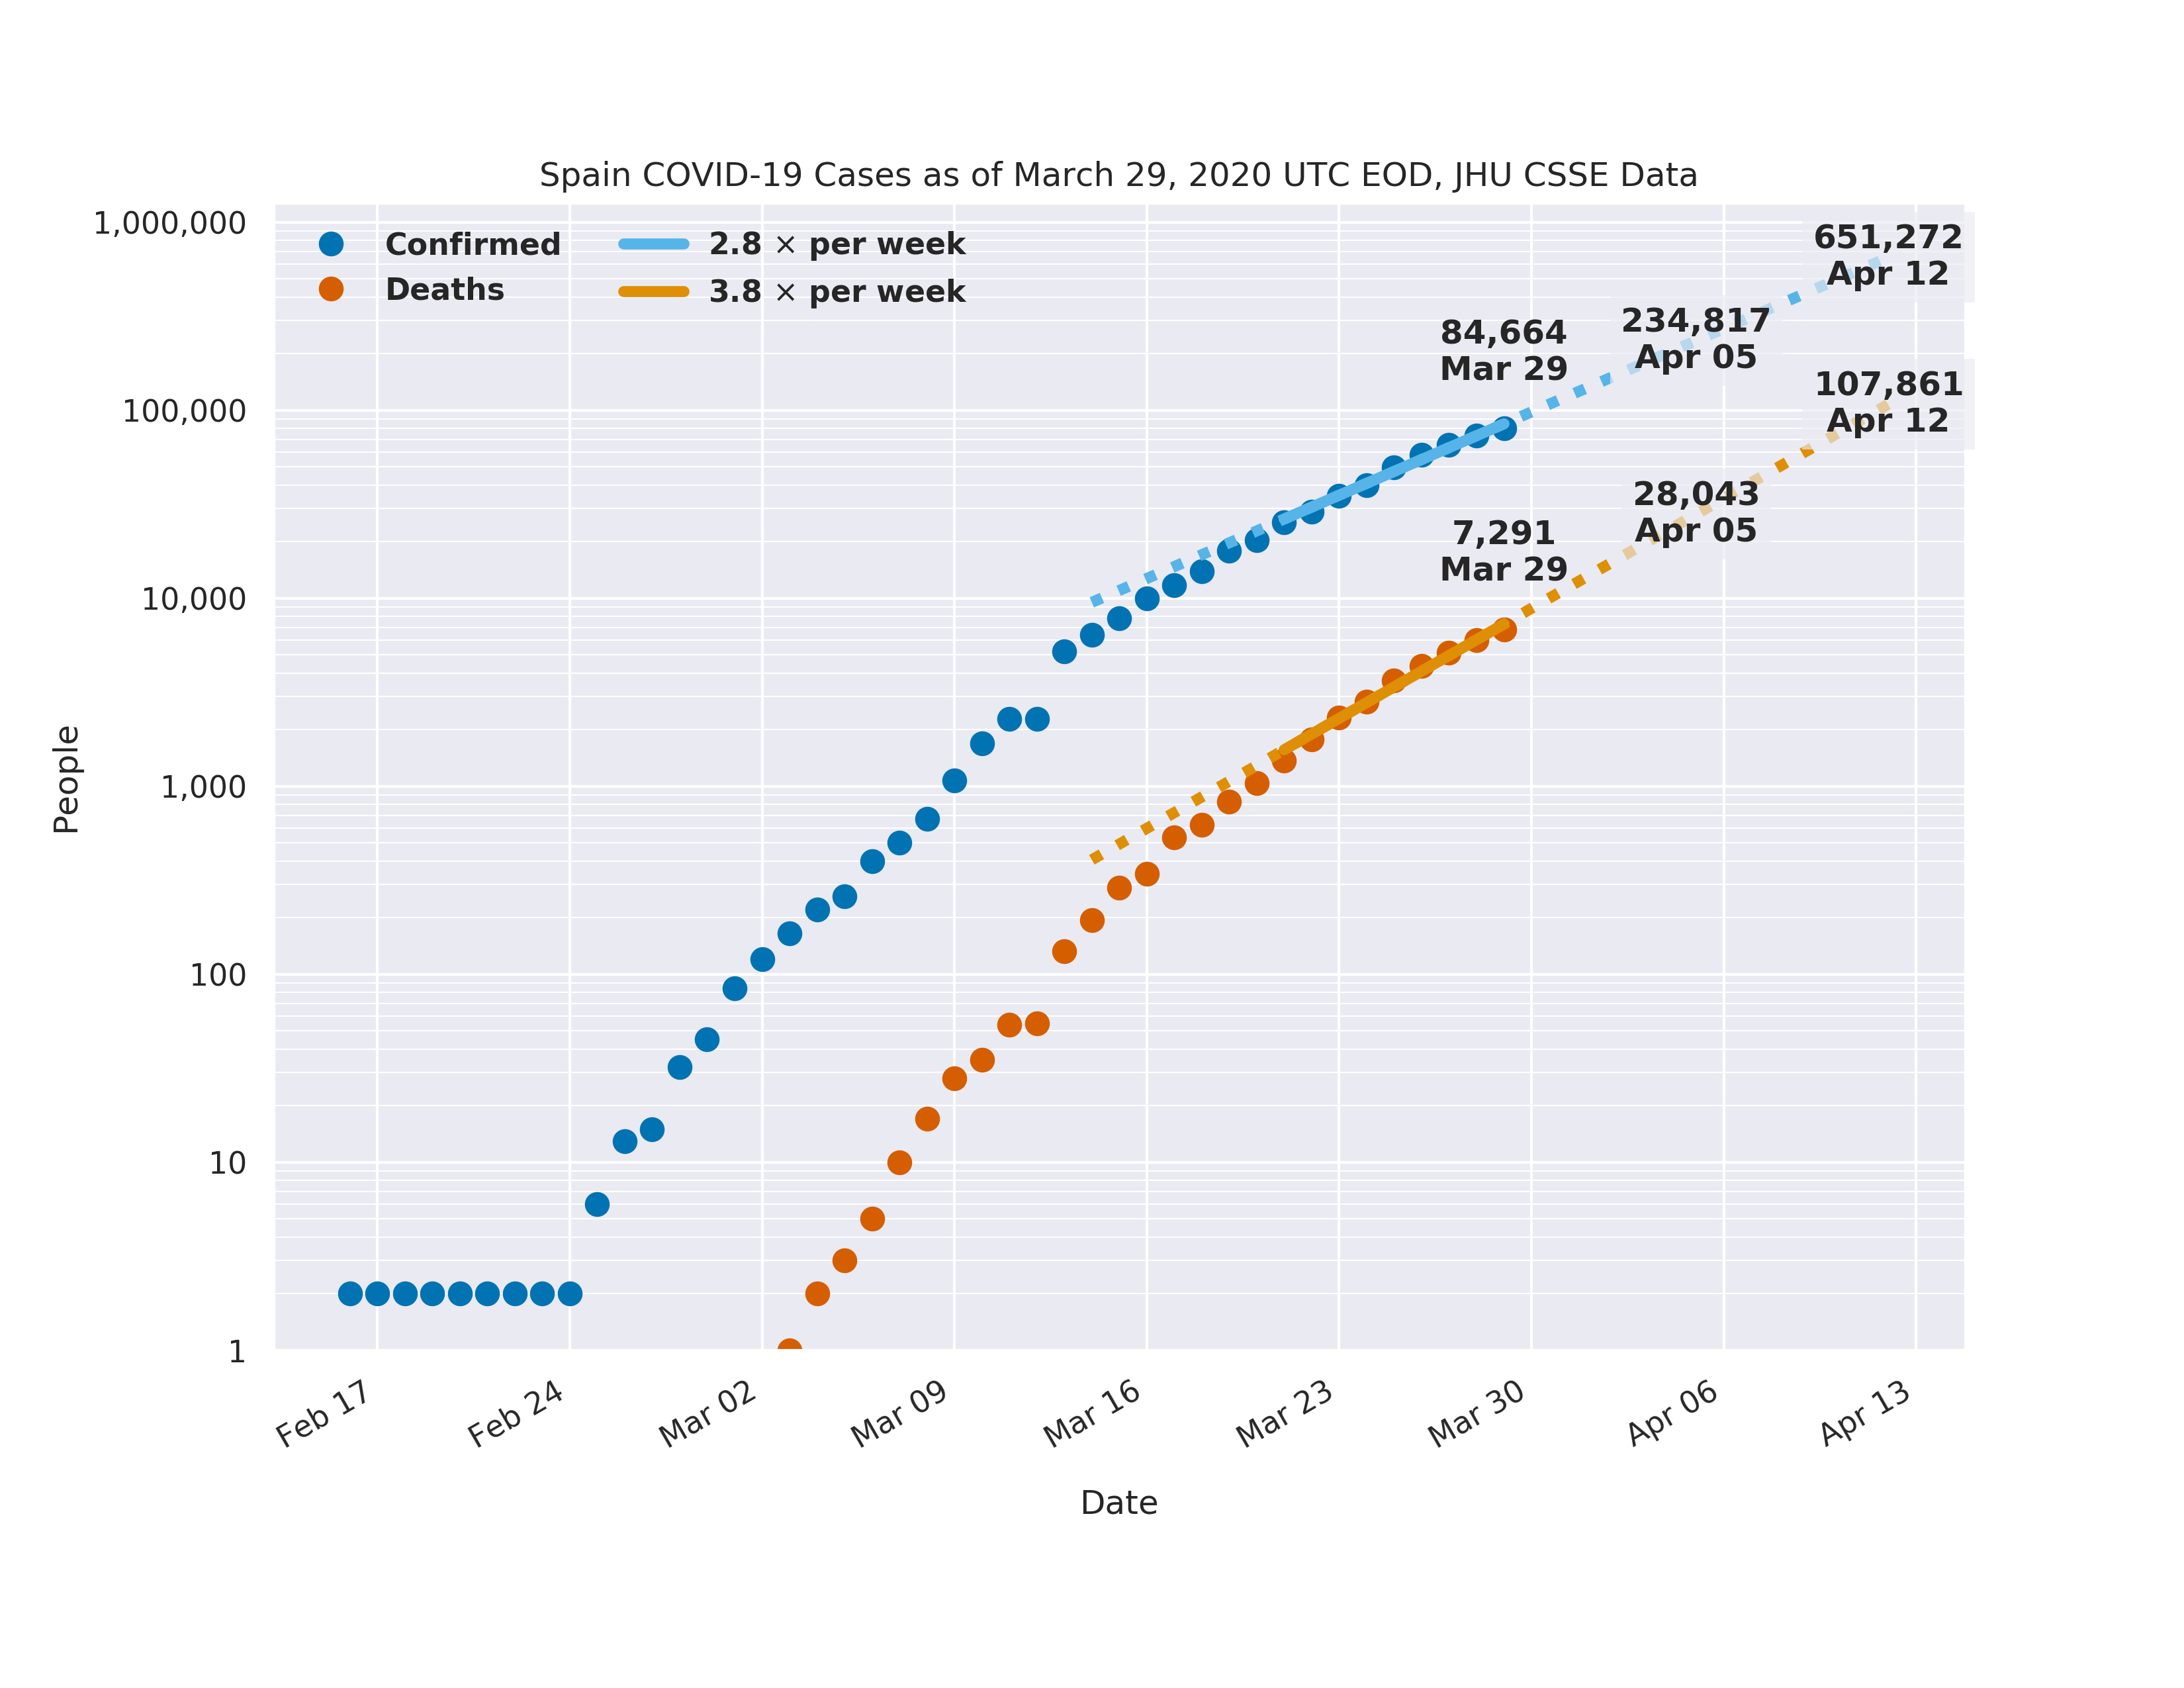 Spain COVID-19 Cases as of March 29, 2020 UTC EOD, JHU CSSE Data
1,000,000
100,000
10,000
1,000
100
10
1
People
Confirmed
Deaths
2.8 × per week
3.8 × per week
84,664
Mar 29
234,817
Apr 05
651,272
Apr 12
7,291
Mar 29
28,043
Apr 05
107,861
Apr 12
Feb 17
Feb 24
Mar 02
Mar 09
Mar 16
Mar 23
Mar 30
Apr 06
Apr 13
Date